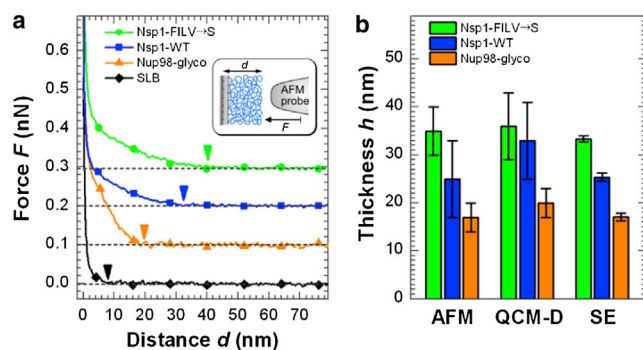 a
Force F (nN)
0.6
0.5
0.4
0.3
0.2
0.1
0.0
Nsp1-FILV→S
Nsp1-WT
Nup98-glyco
SLB
d
AFM
probe
F
0 10 20 30 40 50 60 70
Distance d (nm)
b
Thickness h (nm)
50
40
30
20
10
0
Nsp1-FILV→S
Nsp1-WT
Nup98-glyco
AFM QCM-D SE